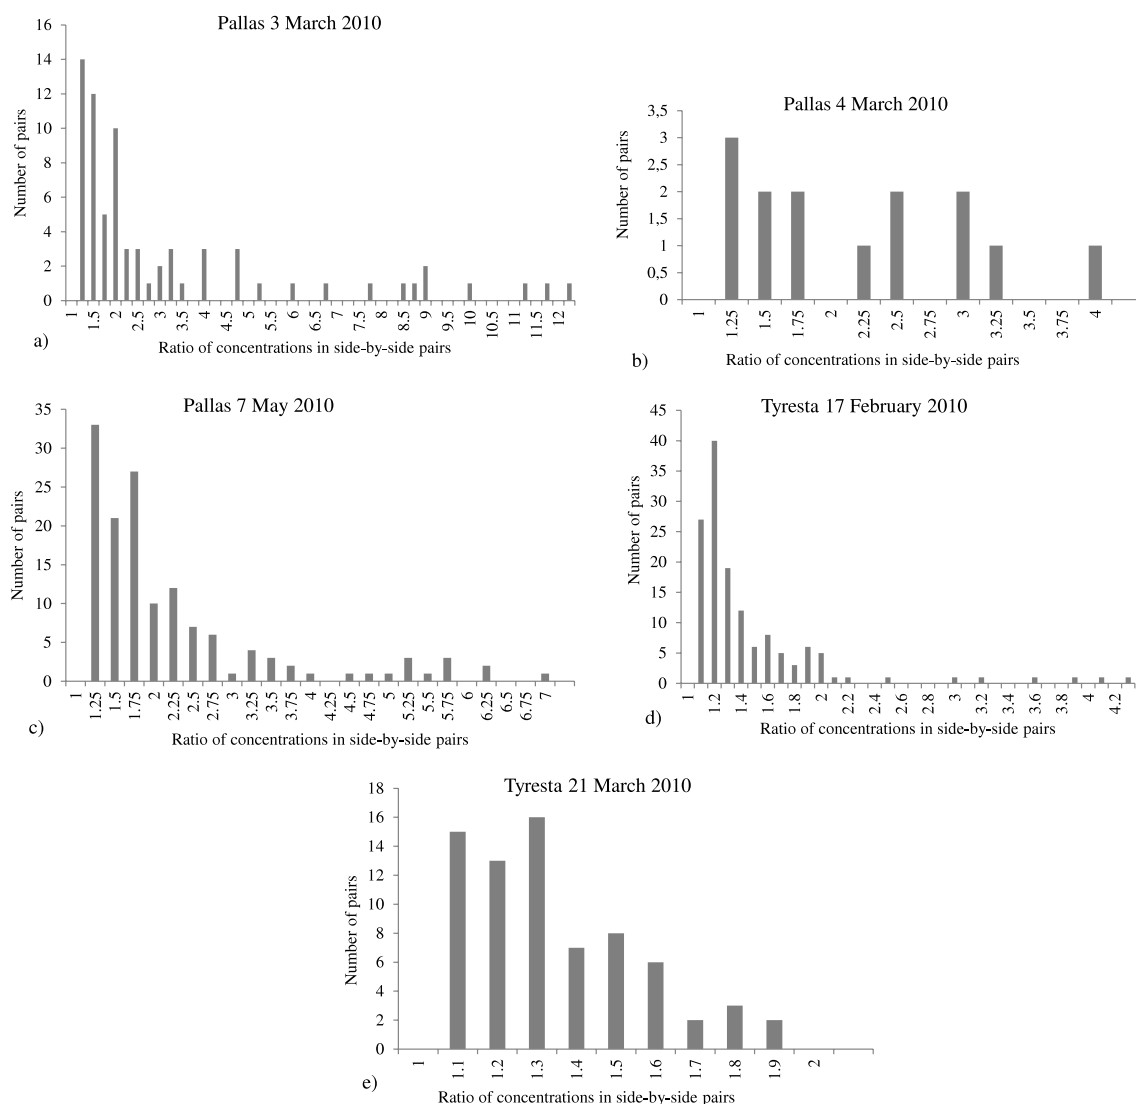 Pallas 3 March 2010
Number of pairs
16
14
12
10
8
6
4
2
0
1 1.5 2 2.5 3 3.5 4 4.5 5 5.5 6 6.5 7 7.5 8 8.5 9 9.5 10 10.5 11 11.5 12
Ratio of concentrations in side-by-side pairs
a)
Pallas 4 March 2010
Number of pairs
3,5
3
2,5
2
1,5
1
0,5
0
1 1.25 1.5 1.75 2 2.25 2.5 2.75 3 3.25 3.5 3.75 4
Ratio of concentrations in side-by-side pairs
b)
Pallas 7 May 2010
Number of pairs
35
30
25
20
15
10
5
0
1 1.25 1.5 1.75 2 2.25 2.5 2.75 3 3.25 3.5 3.75 4 4.25 4.5 4.75 5 5.25 5.5 5.75 6 6.25 6.5 6.75 7
Ratio of concentrations in side-by-side pairs
c)
Tyresta 17 February 2010
Number of pairs
45
40
35
30
25
20
15
10
5
0
1 1.2 1.4 1.6 1.8 2 2.2 2.4 2.6 2.8 3 3.2 3.4 3.6 3.8 4 4.2
Ratio of concentrations in side-by-side pairs
d)
Tyresta 21 March 2010
Number of pairs
18
16
14
12
10
8
6
4
2
0
1 1.1 1.2 1.3 1.4 1.5 1.6 1.7 1.8 1.9 2
e)
Ratio of concentrations in side-by-side pairs